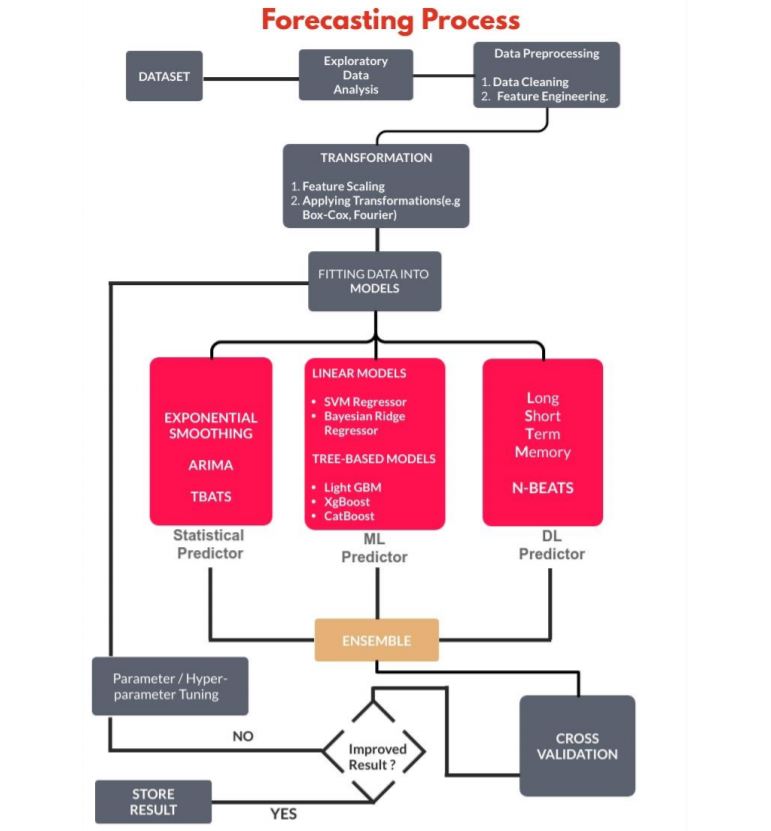 Forecasting Process
DATASET
Exploratory
Data
Analysis
Data Preprocessing
1. Data Cleaning
2. Feature Engineering.
TRANSFORMATION
1. Feature Scaling
2. Applying Transformations(e.g
Box-Cox, Fourier)
FITTING DATA INTO
MODELS
EXPONENTIAL
SMOOTHING
ARIMA
TBATS
Statistical
Predictor
LINEAR MODELS
• SVM Regressor
• Bayesian Ridge
Regressor
TREE-BASED MODELS
• Light GBM
• XgBoost
• CatBoost
ML
Predictor
Long
Short
Term
Memory
N-BEATS
DL
Predictor
ENSEMBLE
Parameter / Hyper-
parameter Tuning
CROSS
VALIDATION
NO
Improved
Result ?
STORE
RESULT
YES